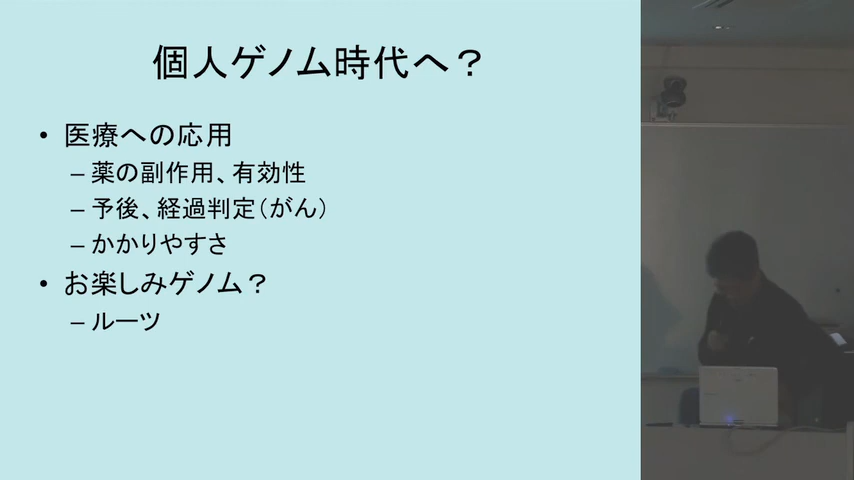 個人ゲノム時代へ?
• 医療への応用
– 薬の副作用、有効性
– 予後、経過判定(がん)
– かかりやすさ
• お楽しみゲノム?
– ルーツ